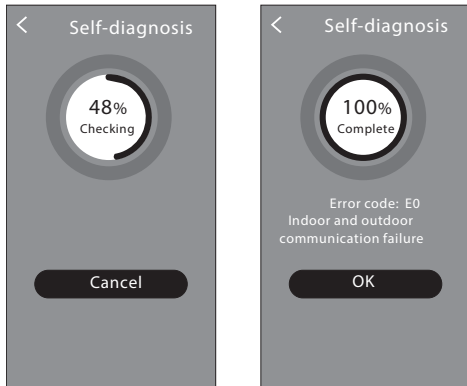 Self-diagnosis
48%
Checking
Cancel
Self-diagnosis
100%
Complete
Error code: E0
Indoor and outdoor
communication failure
OK